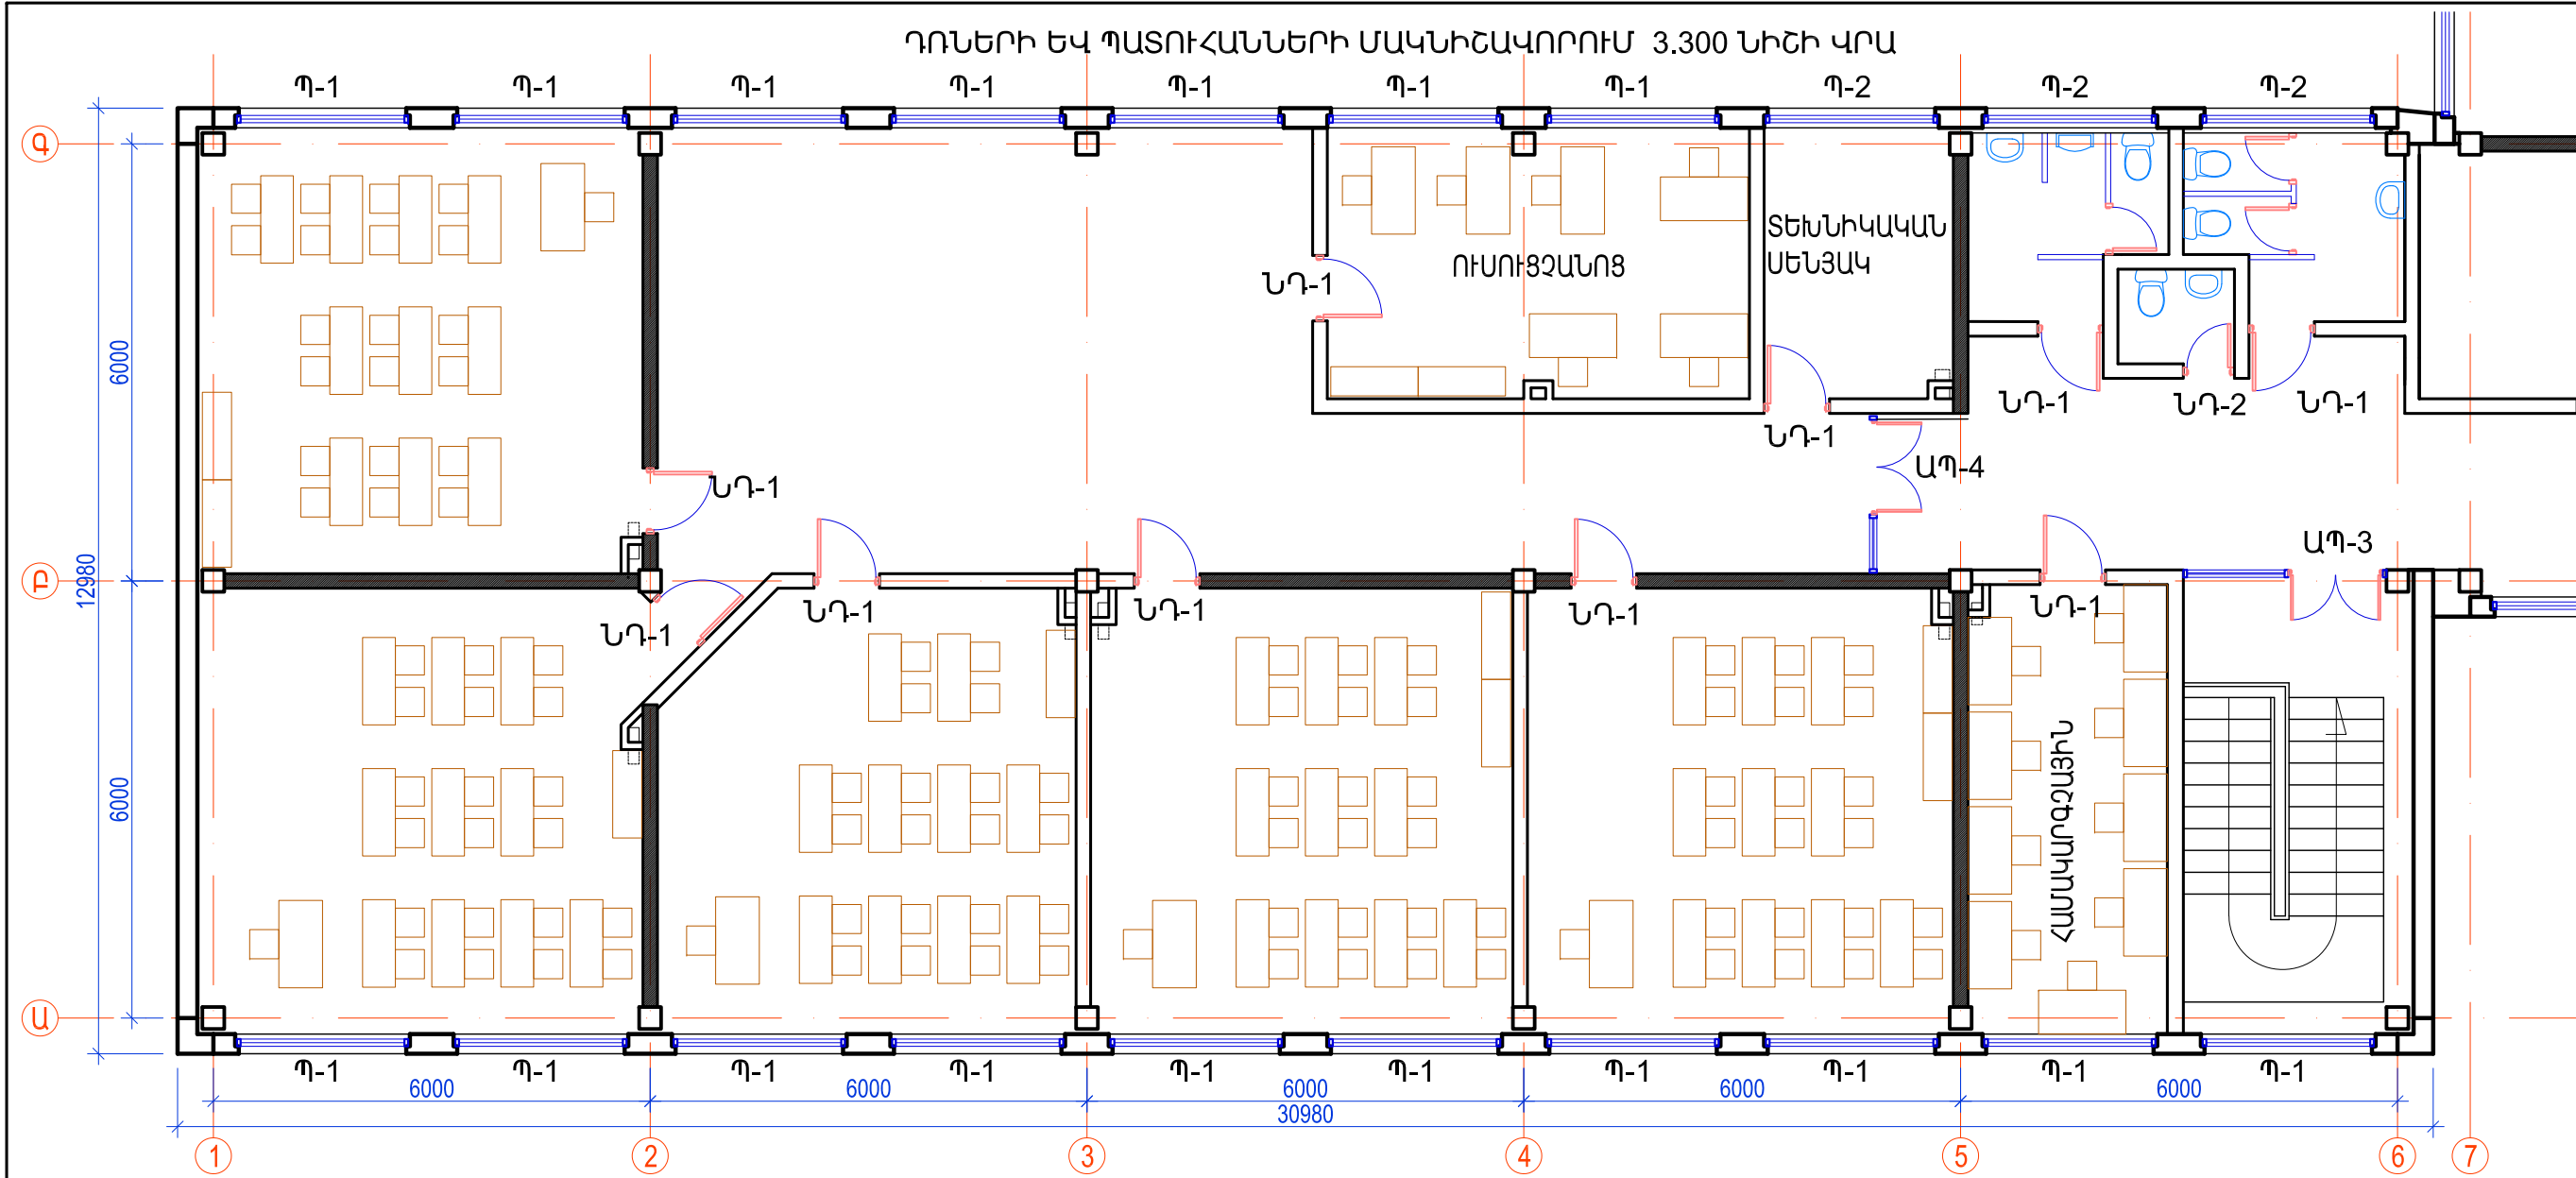 ԴՌՆԵՐԻ ԵՎ ՊԱՏՈՒՀԱՆՆԵՐԻ ՄԱԿՆԻՇԱՎՈՐՈՒՄ 3.300 ՆԻՇԻ ՎՐԱ
Պ-1 Պ-1 Պ-1 Պ-1 Պ-1 Պ-1 Պ-1 Պ-2 Պ-2 Պ-2
Գ
ՏԵԽՆԻԿԱԿԱՆ
ՍԵՆՅԱԿ
ՈՒՍՈՒՑՉԱՆՈՑ
ՆԴ-1
6000
ՆԴ-1 ՆԴ-2 ՆԴ-1
ՆԴ-1
ԱՊ-4
ՆԴ-1
ԱՊ-3
Բ
12980
ՆԴ-1 ՆԴ-1 ՆԴ-1 ՆԴ-1 ՆԴ-1
6000
ՀԱՄԱԿԱՐԳՉԱՅԻՆ
Ա
Պ-1 Պ-1 Պ-1 Պ-1 Պ-1 Պ-1 Պ-1 Պ-1 Պ-1 Պ-1
6000 6000 6000 6000 6000
30980
1 2 3 4 5 6 7